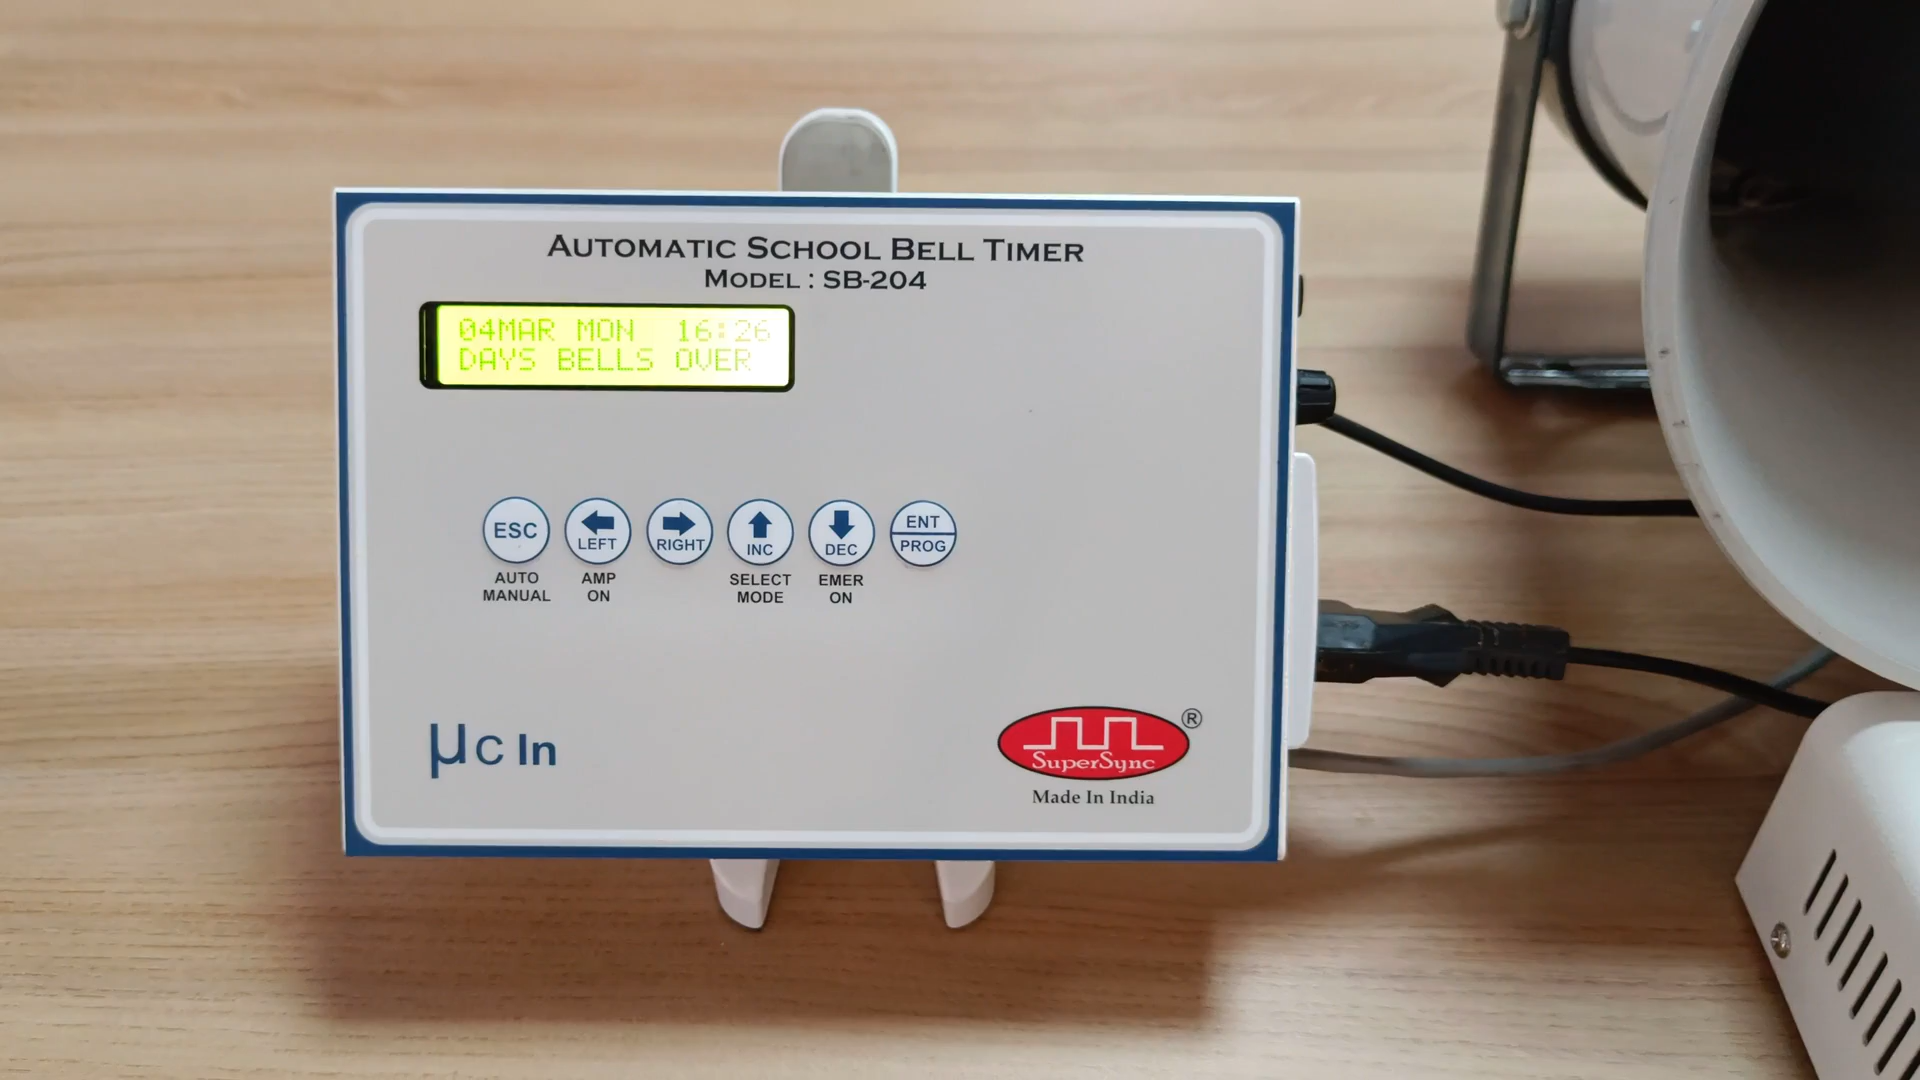 AUTOMATIC SCHOOL BELL TIMER
MODEL : SB-204
04MAR MON 16:26
DAYS BELLS OVER
ESC
LEFT
RIGHT
INC
DEC
ENT
PROG
AUTO
MANUAL
AMP
ON
SELECT
MODE
EMER
ON
µc In
SuperSync
®
Made In India